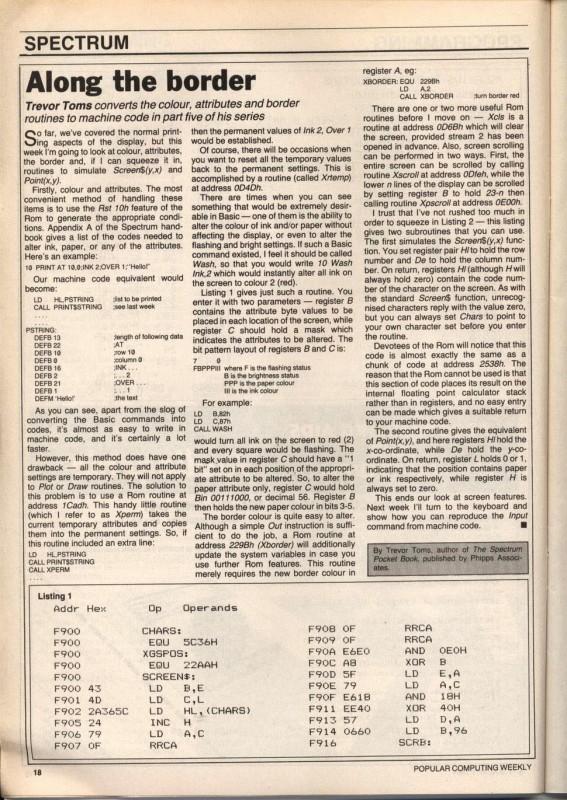 SPECTRUM
Along the border
Trevor Toms converts the colour, attributes and border
routines to machine code in part five of his series
So far, we've covered the normal print-
ing aspects of the display, but this
week I'm going to look at colour, attributes,
the border and, if I can squeeze it in,
routines to simulate Screen$(y,x) and
Point(x,y).
Firstly, colour and attributes. The most
convenient method of handling these
items is to use the Rst 10h feature of the
Rom to generate the appropriate condi-
tions. Appendix A of the Spectrum hand-
book gives a list of the codes needed to
alter ink, paper, or any of the attributes.
Here's an example:
10 PRINT AT 10,0;INK 2;OVER 1;"Hello!"
Our machine code equivalent would
become:
LD HL,PSTRING ;list to be printed
CALL PRINTSSTRING ;see last week
. . . .
. . . .
PSTRING:
DEFB 13 ;length of following data
DEFB 22 ;AT
DEFB 10 ;row 10
DEFB 0 ;column 0
DEFB 16 ;INK . . .
DEFB 2 ; . . . 2
DEFB 21 ;OVER . . .
DEFB 1 ; . . . 1
DEFM 'Hello!' ;the text
As you can see, apart from the slog of
converting the Basic commands into
codes, it's almost as easy to write in
machine code, and it's certainly a lot
faster.
However, this method does have one
drawback — all the colour and attribute
settings are temporary. They will not apply
to Plot or Draw routines. The solution to
this problem is to use a Rom routine at
address 1Cadh. This handy little routine
(which I refer to as Xperm) takes the
current temporary attributes and copies
them into the permanent settings. So, if
this routine included an extra line:
LD HL.PSTRING
CALL PRINTSSTRING
CALL XPERM
. . . .
then the permanent values of Ink 2, Over 1
would be established.
Of course, there will be occasions when
you want to reset all the temporary values
back to the permanent settings. This is
accomplished by a routine (called Xrtemp)
at address 0D4Dh.
There are times when you can see
something that would be extremely desir-
able in Basic — one of them is the ability to
alter the colour of ink and/or paper without
affecting the display, or even to alter the
flashing and bright settings. If such a Basic
command existed, I feel it should be called
Wash, so that you would write 10 Wash
Ink,2 which would instantly alter all ink on
the screen to colour 2 (red).
Listing 1 gives just such a routine. You
enter it with two parameters — register B
contains the attribute byte values to be
placed in each location of the screen, while
register C should hold a mask which
indicates the attributes to be altered. The
bit pattern layout of registers B and C is:
7 0
FBPPPIII where F is the flashing status
B is the brightness status
PPP is the paper colour
III is the ink colour
For example:
LD B,82h
LD C,87h
CALL WASH
would turn all ink on the screen to red (2)
and every square would be flashing. The
mask value in register C should have a "1
bit" set on in each position of the appropri-
ate attribute to be altered. So, to alter the
paper attribute only, register C would hold
Bin 00111000, or decimal 56. Register B
then holds the new paper colour in bits 3-5.
The border colour is quite easy to alter.
Although a simple Out instruction is suffi-
cient to do the job, a Rom routine at
address 229Bh (Xborder) will additionally
update the system variables in case you
use further Rom features. This routine
merely requires the new border colour in
register A, eg:
XBORDER: EQU 229Bh
LD A,2
CALL XBORDER ;turn border red
There are one or two more useful Rom
routines before I move on — Xcls is a
routine at address 0D6Bh which will clear
the screen, provided stream 2 has been
opened in advance. Also, screen scrolling
can be performed in two ways. First, the
entire screen can be scrolled by calling
routine Xscroll at address 0Dfeh, while the
lower n lines of the display can be scrolled
by setting register B to hold 23-n then
calling routine Xpscroll at address 0E00h.
I trust that I've not rushed too much in
order to squeeze in Listing 2 — this listing
gives two subroutines that you can use.
The first simulates the Screen$(y,x) func-
tion. You set register pair Hl to hold the row
number and De to hold the column num-
ber. On return, registers Hl (although H will
always hold zero) contain the code num-
ber of the character on the screen. As with
the standard Screen$ function, unrecog-
nised characters reply with the value zero,
but you can always set Chars to point to
your own character set before you enter
the routine.
Devotees of the Rom will notice that this
code is almost exactly the same as a
chunk of code at address 2538h. The
reason that the Rom cannot be used is that
this section of code places its result on the
internal floating point calculator stack
rather than in registers, and no easy entry
can be made which gives a suitable return
to your machine code.
The second routine gives the equivalent
of Point(x,y), and here registers Hl hold the
x-co-ordinate, while De hold the y-co-
ordinate. On return, register L holds 0 or 1,
indicating that the position contains paper
or ink respectively, while register H is
always set to zero.
This ends our look at screen features.
Next week I'll turn to the keyboard and
show how you can reproduce the Input
command from machine code. ■
By Trevor Toms, author of The Spectrum
Pocket Book, published by Phipps Associ-
ates.
Listing 1
Addr Hex Op Operands
F900 CHARS:
F900 EQU 5C36H
F900 XGSPOS:
F900 EQU 22AAH
F900 SCREEN$:
F900 43 LD B,E
F901 4D LD C,L
F902 2A365C LD HL,(CHARS)
F905 24 INC H
F906 79 LD A,C
F907 0F RRCA
F908 0F RRCA
F909 0F RRCA
F90A E6E0 AND 0E0H
F90C A8 XOR B
F90D 5F LD E,A
F90E 79 LD A,C
F90F E618 AND 18H
F911 EE40 XOR 40H
F913 57 LD D,A
F914 0660 LD B,96
F916 SCRB:
18
POPULAR COMPUTING WEEKLY